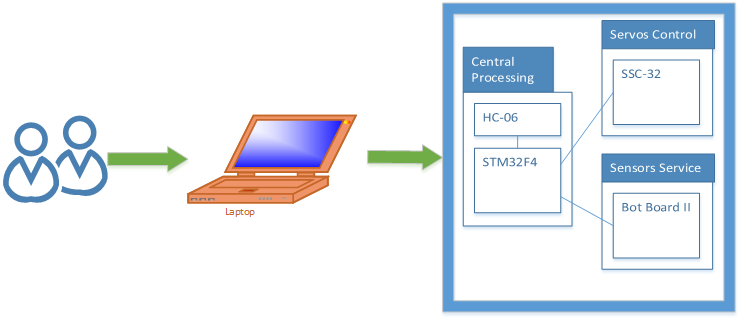 Laptop
Central
Processing
HC-06
STM32F4
Servos Control
SSC-32
Sensors Service
Bot Board II